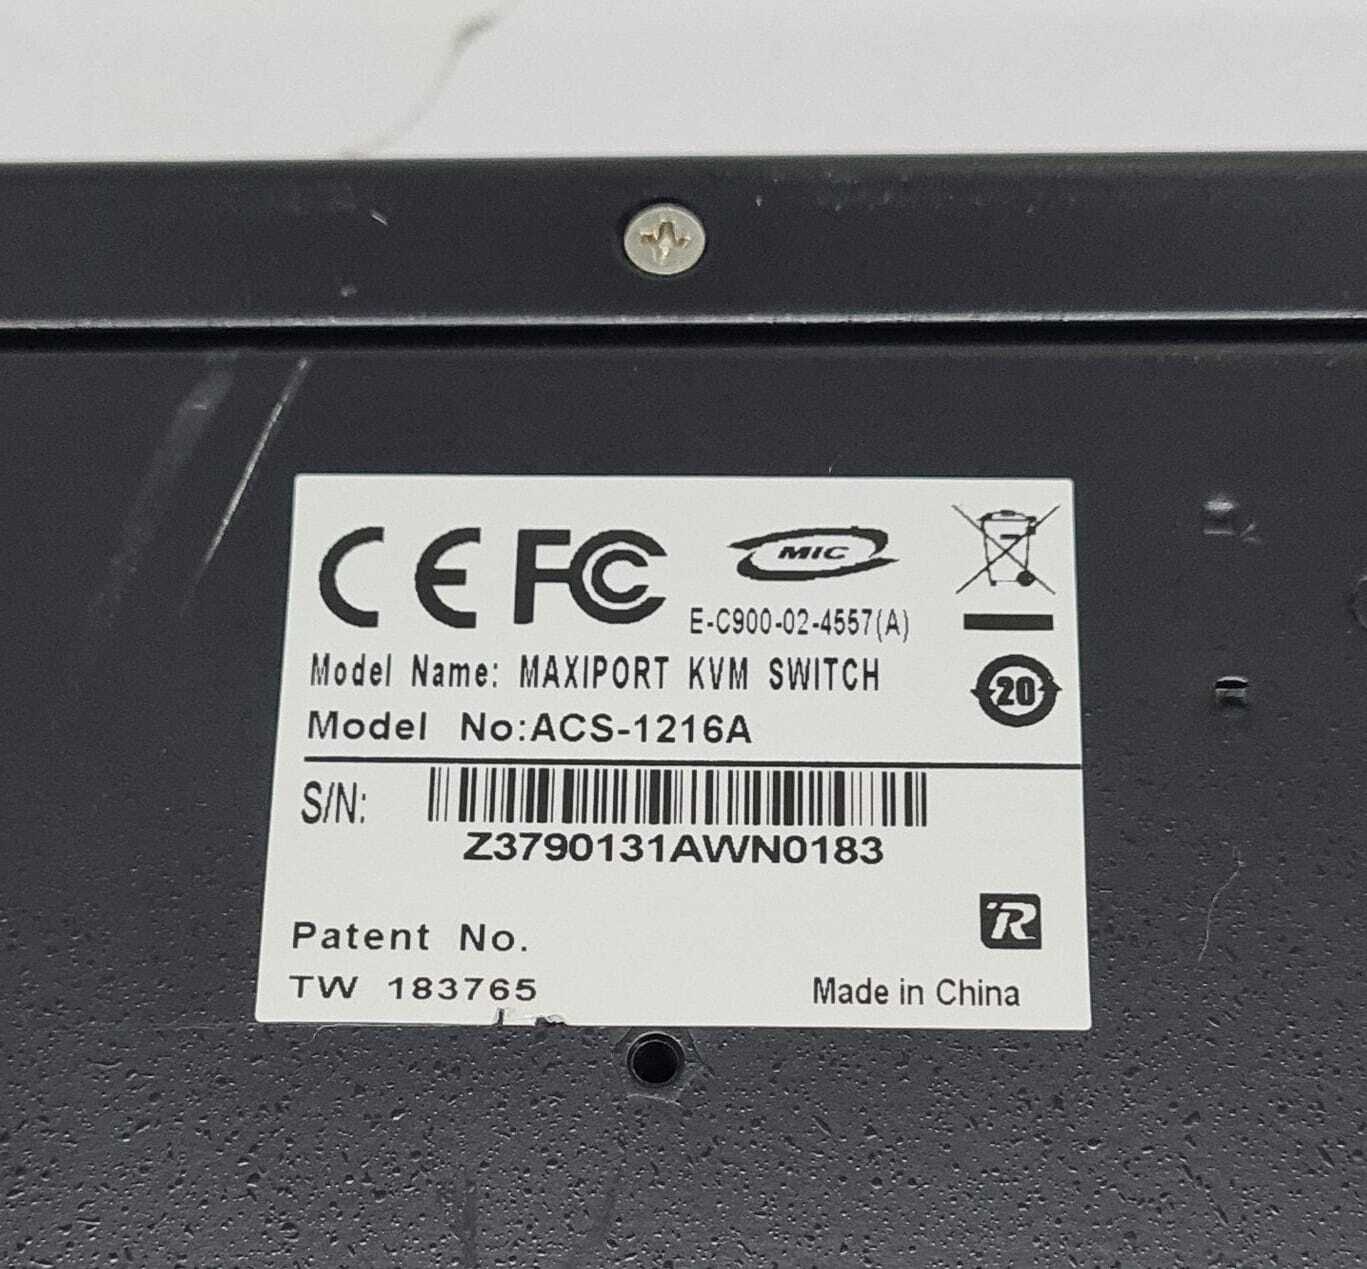 CE FC MIC
E-C900-02-4557(A)
Model Name: MAXIPORT KVM SWITCH
20
Model No:ACS-1216A
S/N:
Z3790131AWN0183
Patent No.
R
TW 183765
Made in China